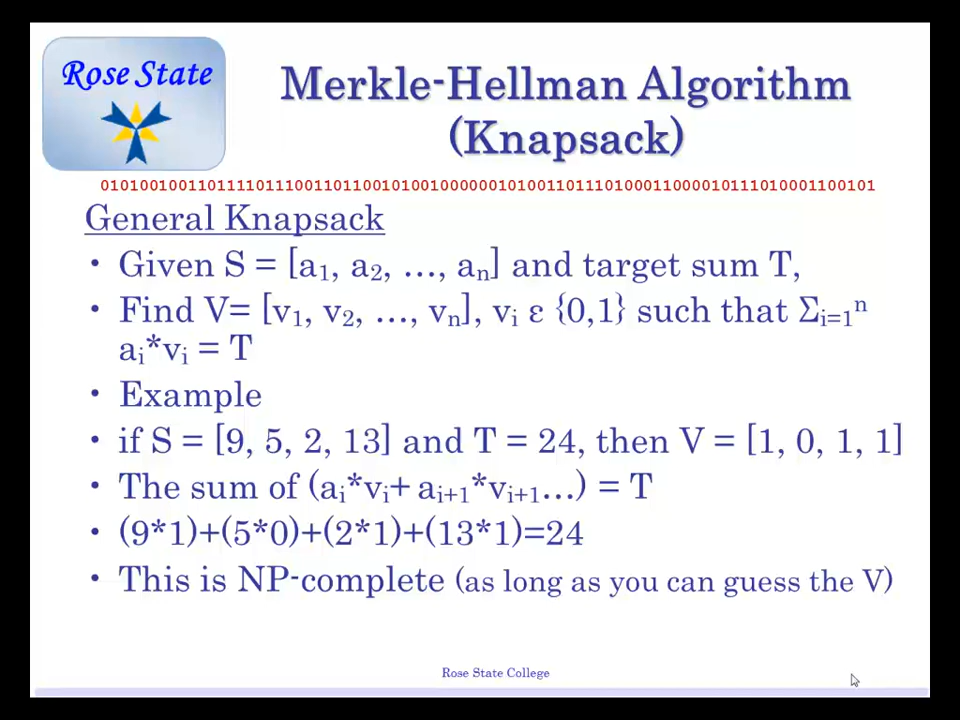 Rose State
Merkle-Hellman Algorithm
(Knapsack)
01010010011011110111001101100101001000000101001101110100011000010111010001100101
General Knapsack
• Given S = [a₁, a₂, …, aₙ] and target sum T,
• Find V= [v₁, v₂, …, vₙ], vᵢ ε {0,1} such that Σᵢ₌₁ⁿ
aᵢ*vᵢ = T
• Example
• if S = [9, 5, 2, 13] and T = 24, then V = [1, 0, 1, 1]
• The sum of (aᵢ*vᵢ+ aᵢ₊₁*vᵢ₊₁…) = T
• (9*1)+(5*0)+(2*1)+(13*1)=24
• This is NP-complete (as long as you can guess the V)
Rose State College